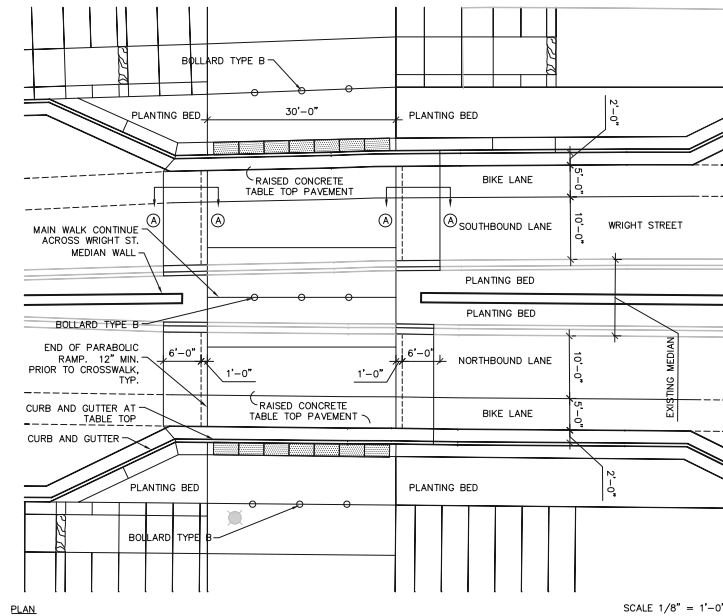 BOLLARD TYPE B
PLANTING BED
30'-0"
PLANTING BED
2'-0"
RAISED CONCRETE
TABLE TOP PAVEMENT
BIKE LANE
5'-0"
A
A
A
A
MAIN WALK CONTINUE
ACROSS WRIGHT ST.
MEDIAN WALL
SOUTHBOUND LANE
10'-0"
WRIGHT STREET
PLANTING BED
PLANTING BED
BOLLARD TYPE B
END OF PARABOLIC
RAMP. 12" MIN.
PRIOR TO CROSSWALK,
TYP.
6'-0"
1'-0"
1'-0"
6'-0"
NORTHBOUND LANE
10'-0"
EXISTING MEDIAN
CURB AND GUTTER AT
TABLE TOP
RAISED CONCRETE
TABLE TOP PAVEMENT
BIKE LANE
5'-0"
CURB AND GUTTER
2'-0"
PLANTING BED
PLANTING BED
BOLLARD TYPE B
PLAN
SCALE 1/8" = 1'-0